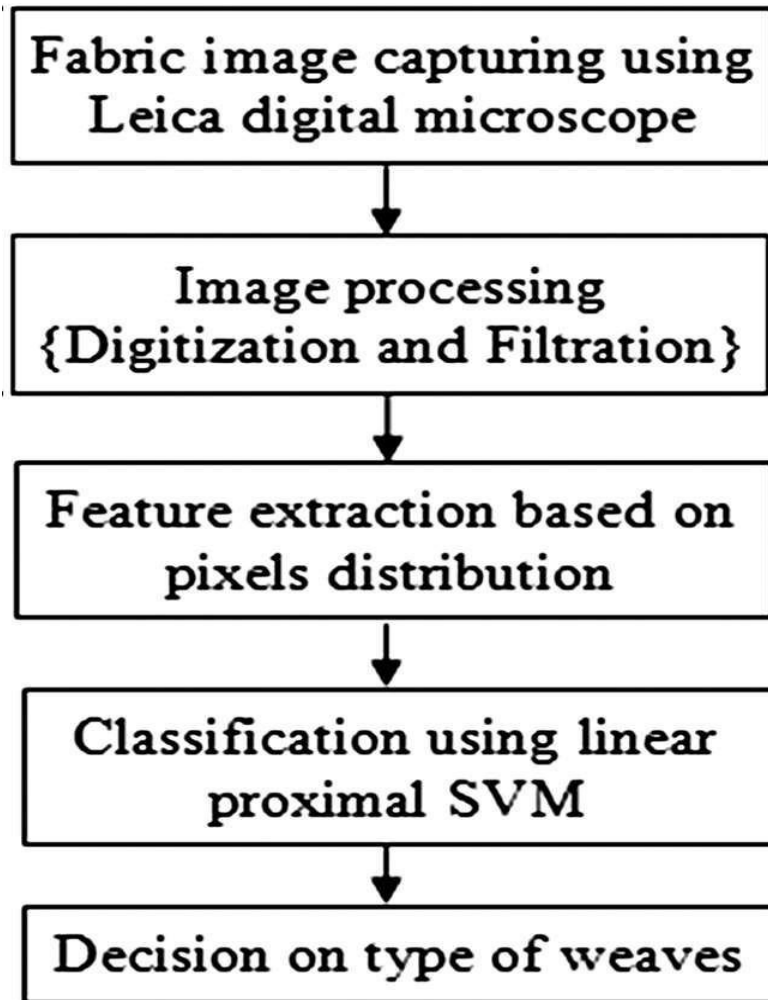 Fabric image capturing using
Leica digital microscope
Image processing
{Digitization and Filtration}
Feature extraction based on
pixels distribution
Classification using linear
proximal SVM
Decision on type of weaves